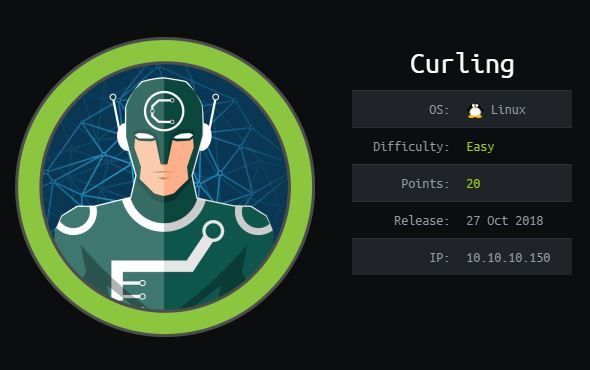 Curling
OS: Linux
Difficulty: Easy
Points: 20
Release: 27 Oct 2018
IP: 10.10.10.150